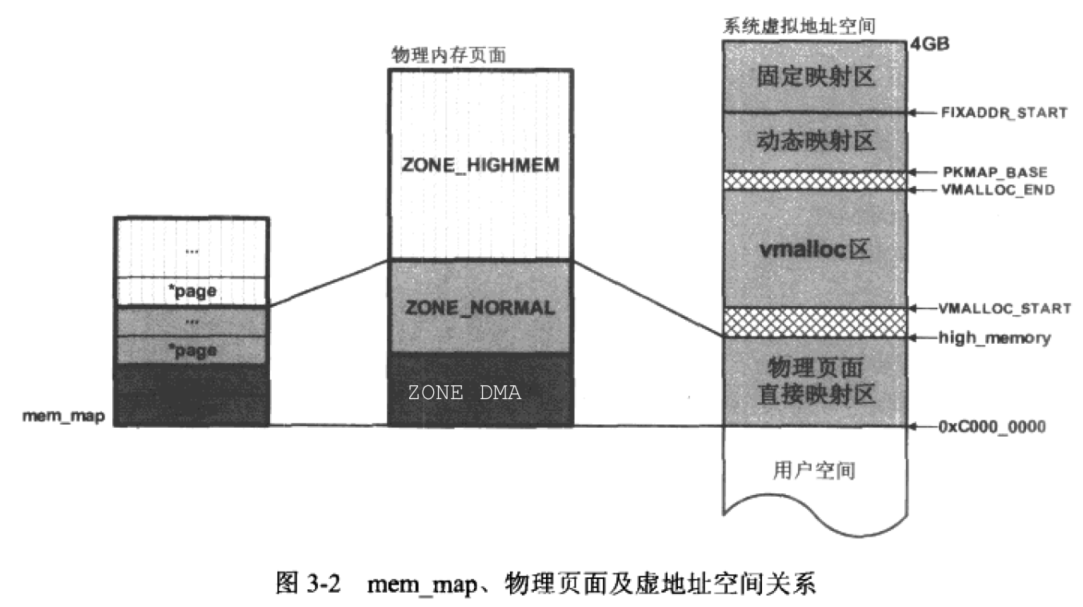 系统虚拟地址空间
物理内存页面
4GB
固定映射区
FIXADDR_START
动态映射区
PKMAP_BASE
VMALLOC_END
ZONE_HIGHMEM
vmalloc区
...
*page
ZONE_NORMAL
VMALLOC_START
...
*page
high_memory
物理页面
直接映射区
ZONE DMA
mem_map
0xC000_0000
用户空间
图 3-2 mem_map、物理页面及虚地址空间关系